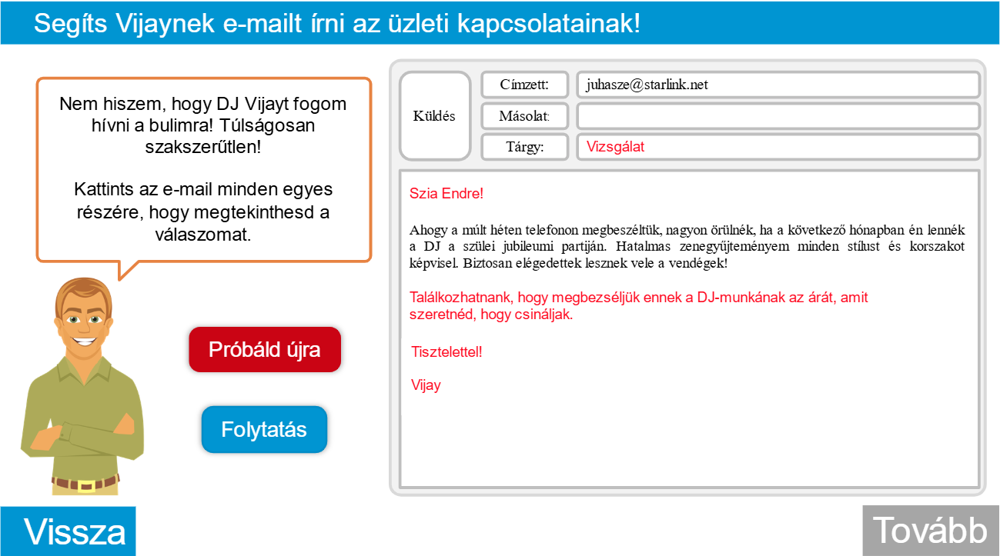 Segíts Vijaynek e-mailt írni az üzleti kapcsolatainak!
Nem hiszem, hogy DJ Vijayt fogom
hívni a bulimra! Túlságosan
szakszerűtlen!
Kattints az e-mail minden egyes
részére, hogy megtekinthesd a
válaszomat.
Próbáld újra
Folytatás
Küldés
Címzett:
juhasze@starlink.net
Másolat:
Tárgy:
Vizsgálat
Szia Endre!
Ahogy a múlt héten telefonon megbeszéltük, nagyon örülnék, ha a következő hónapban én lennék
a DJ a szülei jubileumi partiján. Hatalmas zenegyűjteményem minden stílust és korszakot
képvisel. Biztosan elégedettek lesznek vele a vendégek!
Találkozhatnank, hogy megbezséljük ennek a DJ-munkának az árát, amit
szeretnéd, hogy csináljak.
Tisztelettel!
Vijay
Vissza
Tovább